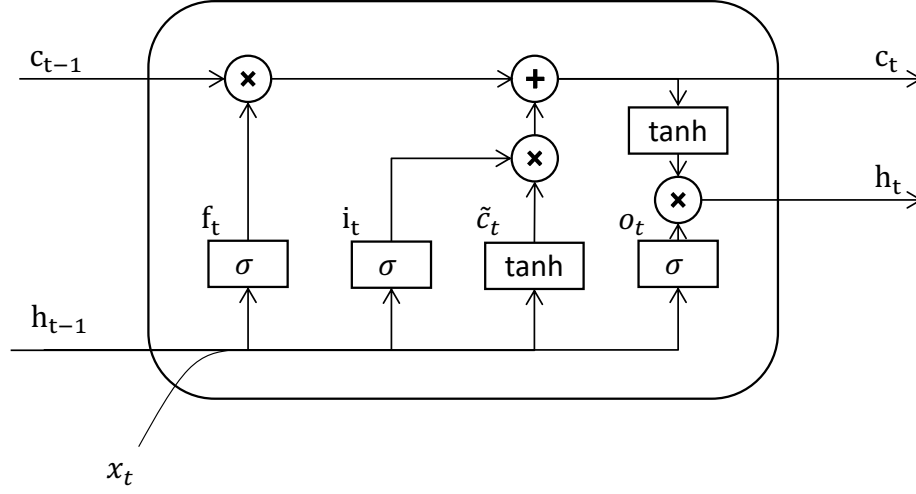 c_{t−1} × + c_t
tanh
×
× h_t
f_t i_t c̃_t o_t
σ σ tanh σ
h_{t−1}
x_t